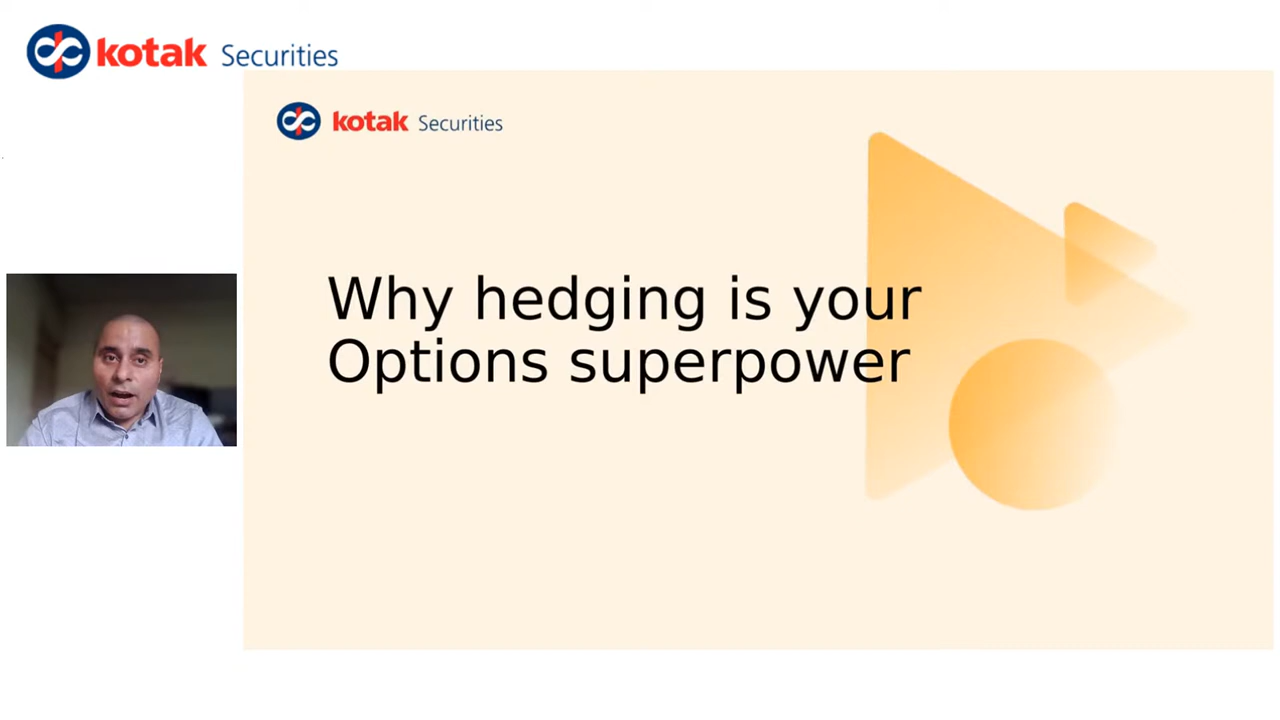 kotak Securities
kotak Securities
Why hedging is your
Options superpower